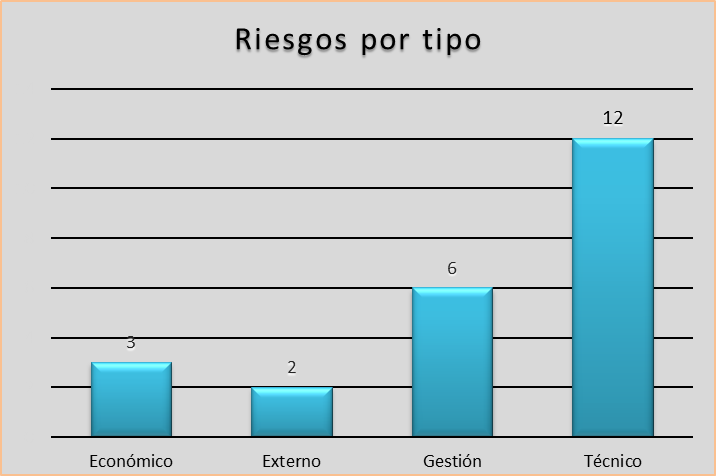 Riesgos por tipo
12
6
3
2
Económico Externo Gestión Técnico